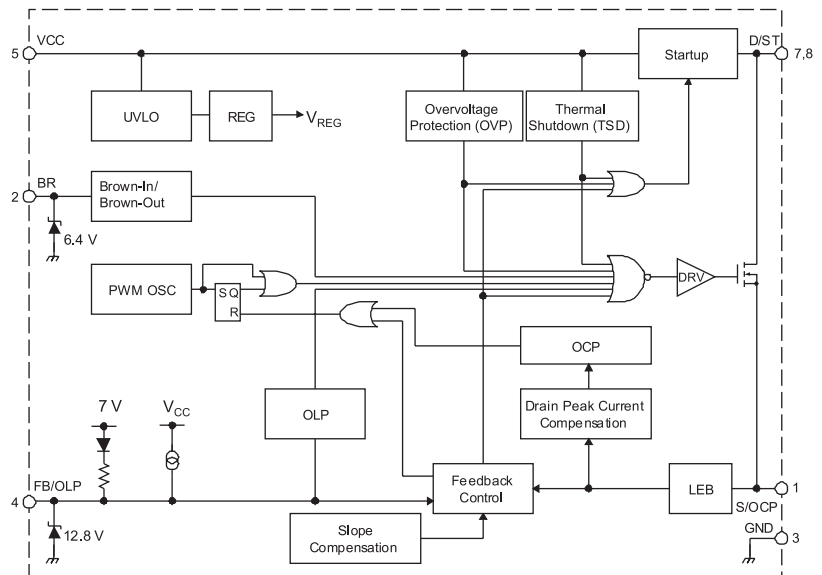 5 VCC
D/ST
7,8
Startup
UVLO
REG
VREG
Overvoltage
Protection (OVP)
Thermal
Shutdown (TSD)
2 BR
Brown-In/
Brown-Out
6.4 V
PWM OSC
S Q
R
DRV
OCP
Drain Peak Current
Compensation
OLP
7 V
VCC
4 FB/OLP
12.8 V
Feedback
Control
Slope
Compensation
LEB
S/OCP
1
GND
3